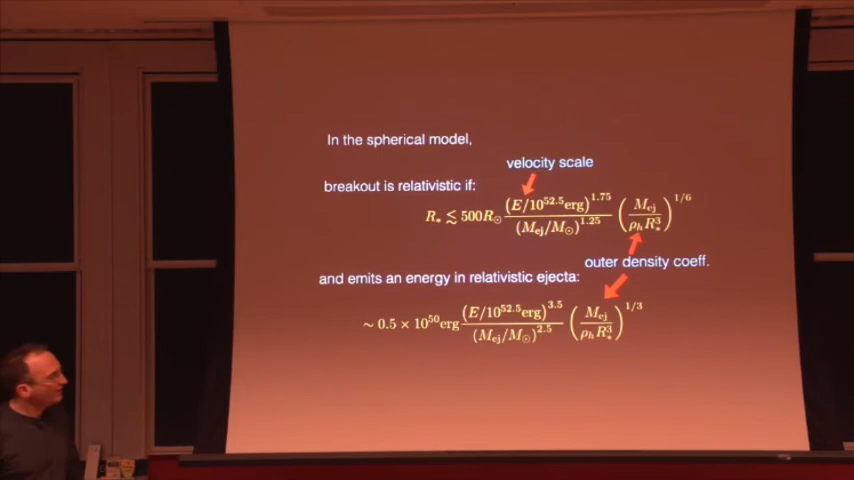 In the spherical model,
velocity scale
breakout is relativistic if:
R_* ≲ 500R_⊙ (E/10^52.5 erg)^1.75 / (M_ej/M_⊙)^1.25 (M_ej / ρ_h R_*^3)^1/6
outer density coeff.
and emits an energy in relativistic ejecta:
∼ 0.5 × 10^50 erg (E/10^52.5 erg)^3.5 / (M_ej/M_⊙)^2.5 (M_ej / ρ_h R_*^3)^1/3